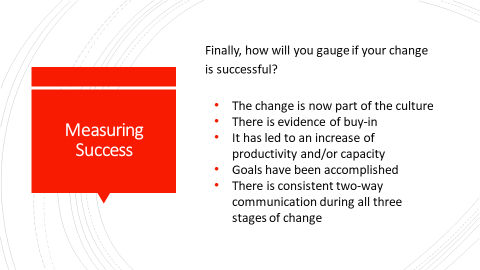 Measuring
Success
Finally, how will you gauge if your change
is successful?
• The change is now part of the culture
• There is evidence of buy-in
• It has led to an increase of
productivity and/or capacity
• Goals have been accomplished
• There is consistent two-way
communication during all three
stages of change